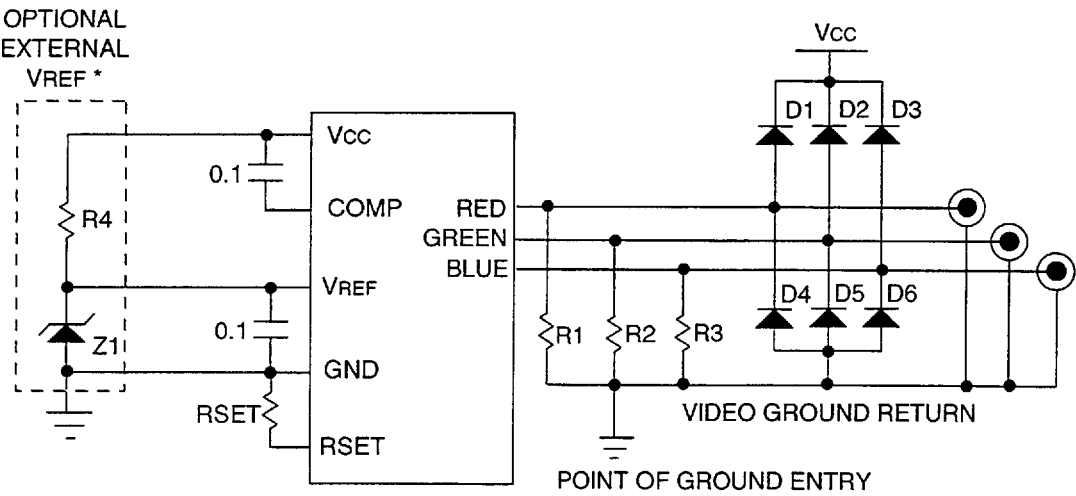 OPTIONAL
EXTERNAL
VREF *
VCC
D1
D2
D3
VCC
0.1
COMP
RED
R4
GREEN
BLUE
VREF
D4
D5
D6
0.1
Z1
R1
R2
R3
GND
RSET
VIDEO GROUND RETURN
RSET
POINT OF GROUND ENTRY